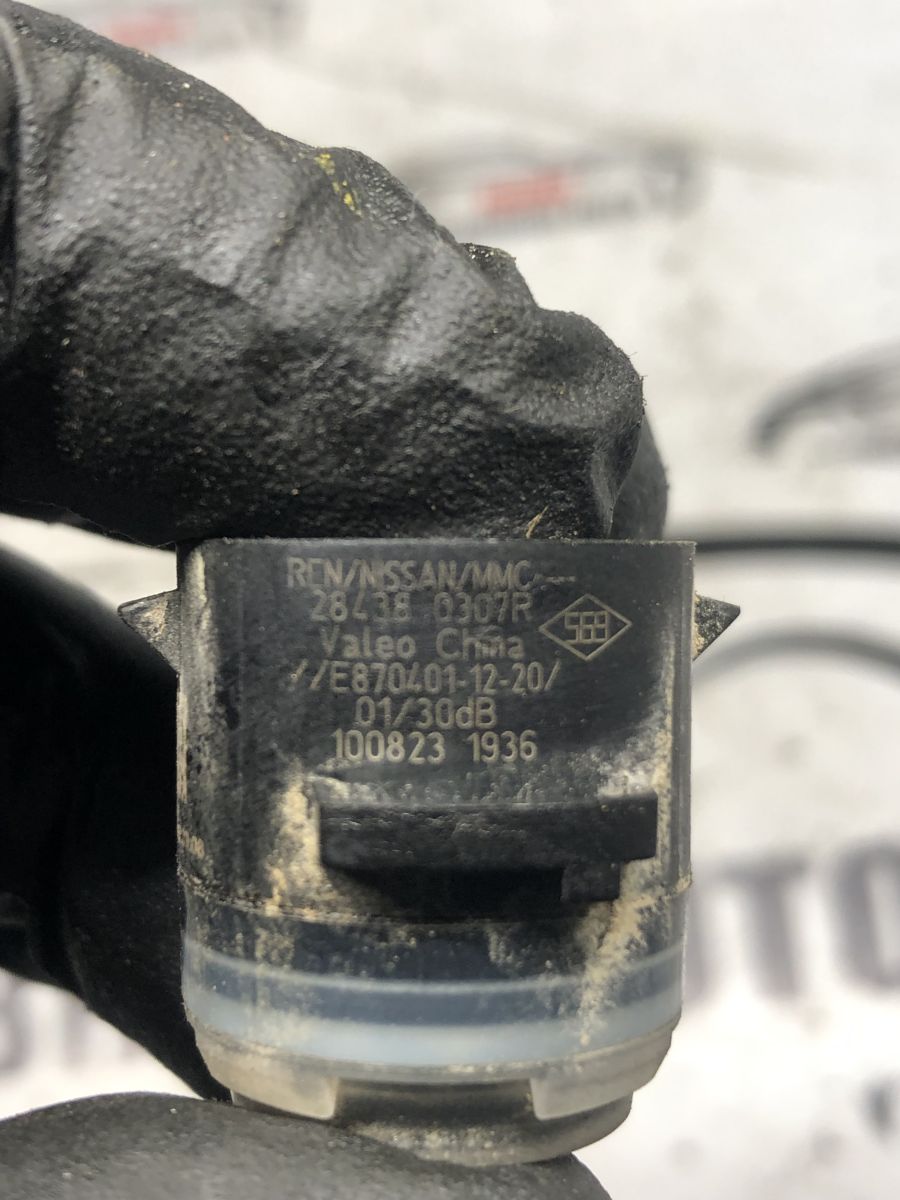 REN/NISSAN/MMC
28438 0307R
Valeo China
//E870401-12-20/
01/30dB
100823 1936